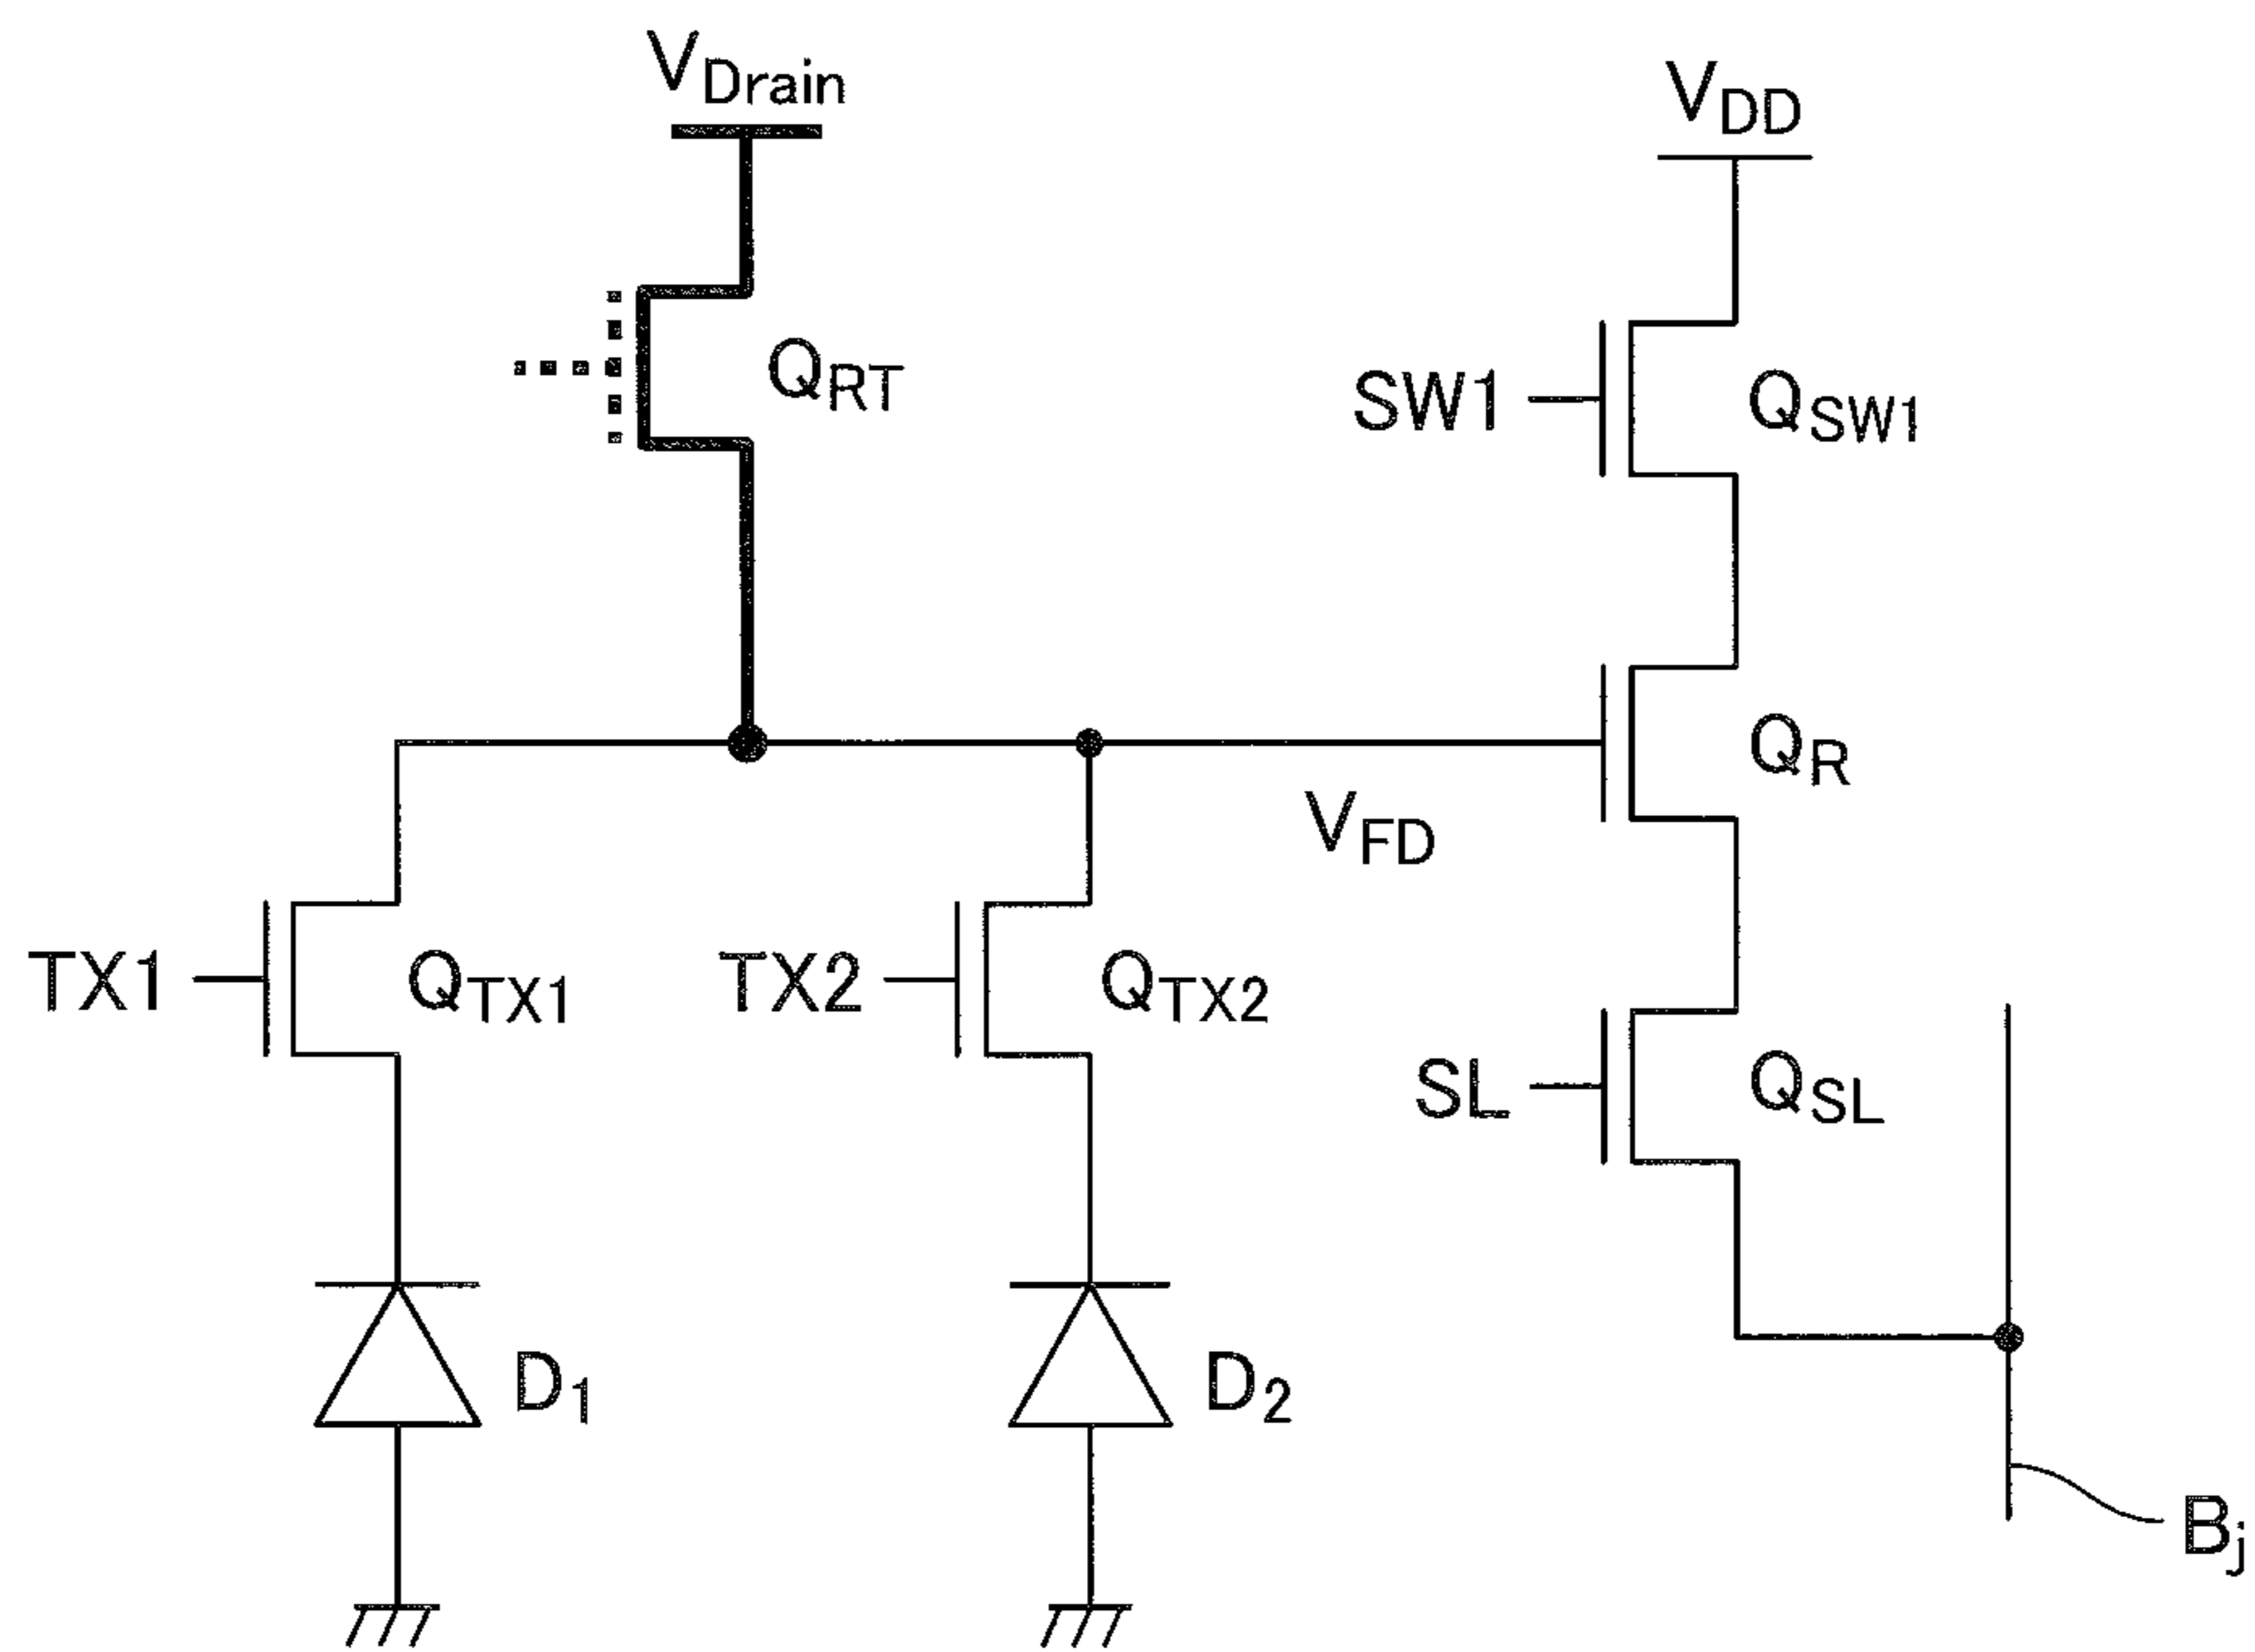 VDrain
VDD
QRT
SW1
QSW1
QR
VFD
TX1
QTX1
TX2
QTX2
SL
QSL
D1
D2
Bj